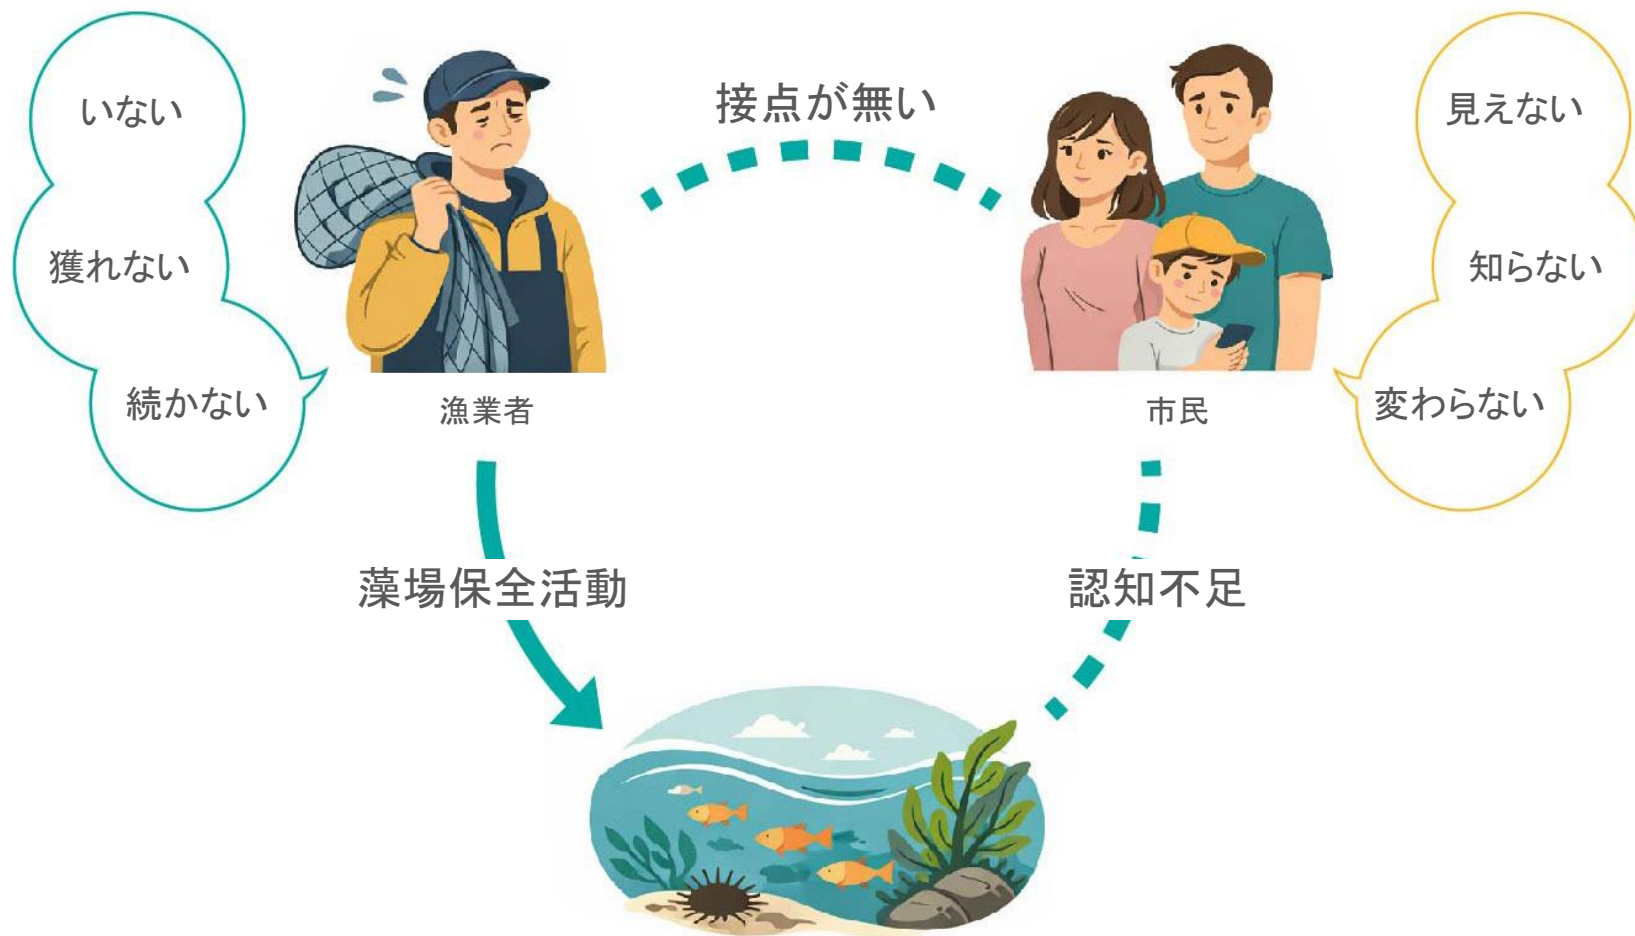 いない
獲れない
続かない
漁業者
接点が無い
市民
見えない
知らない
変わらない
藻場保全活動
認知不足